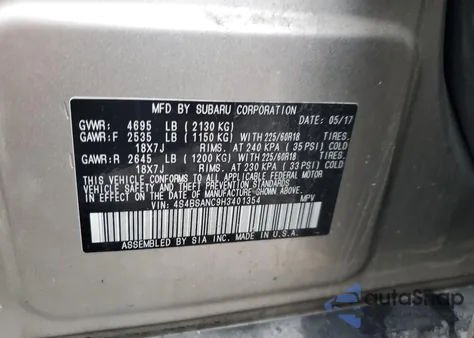 MFD BY SUBARU CORPORATION DATE: 05/17
GVWR: 4695 LB (2130 KG)
GAWR:F 2535 LB (1150 KG) WITH 225/60R18 TIRES.
18X7J RIMS. AT 240 KPA (35 PSI) COLD
GAWR:R 2645 LB (1200 KG) WITH 225/60R18 TIRES.
18X7J RIMS. AT 230 KPA (33 PSI) COLD
THIS VEHICLE CONFORMS TO ALL APPLICABLE FEDERAL MOTOR
VEHICLE SAFETY AND THEFT PREVENTION STANDARDS IN
EFFECT ON THE DATE OF MANUFACTURE SHOWN ABOVE.
VIN: 4S4BSANC9H3401354 MPV
ASSEMBLED BY SIA INC. MADE IN U.S.A.
autoSnap